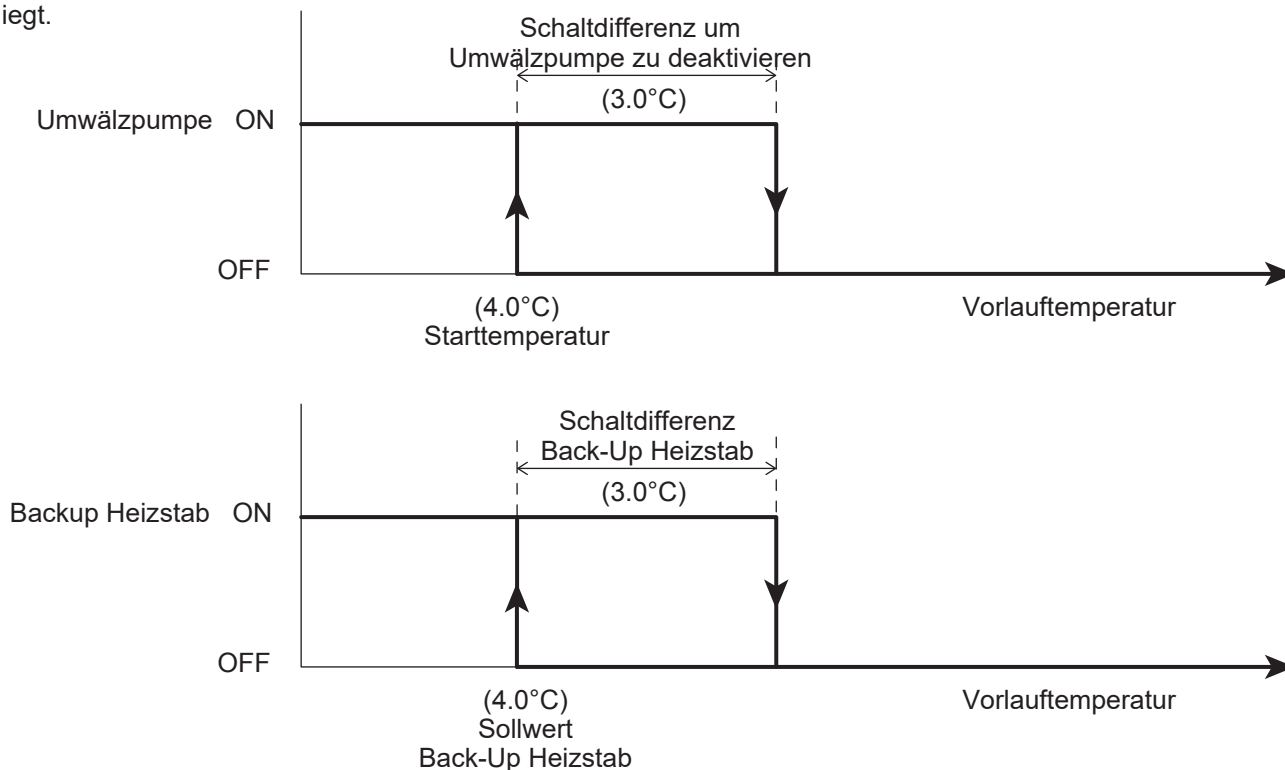 iegt.
Schaltdifferenz um
Umwälzpumpe zu deaktivieren
(3.0°C)
Umwälzpumpe ON
OFF
(4.0°C)
Starttemperatur
Vorlauftemperatur
Schaltdifferenz
Back-Up Heizstab
(3.0°C)
Backup Heizstab ON
OFF
(4.0°C)
Sollwert
Back-Up Heizstab
Vorlauftemperatur